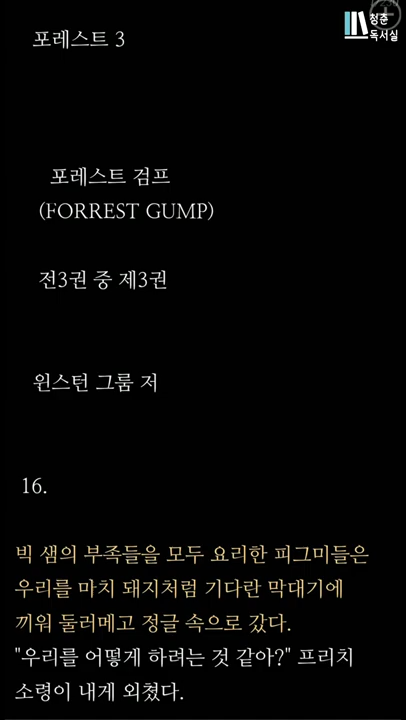 포레스트 3
청춘
독서실
포레스트 검프
(FORREST GUMP)
전3권 중 제3권
윈스턴 그룸 저
16.
빅 샘의 부족들을 모두 요리한 피그미들은
우리를 마치 돼지처럼 기다란 막대기에
끼워 둘러메고 정글 속으로 갔다.
"우리를 어떻게 하려는 것 같아?" 프리치
소령이 내게 외쳤다.